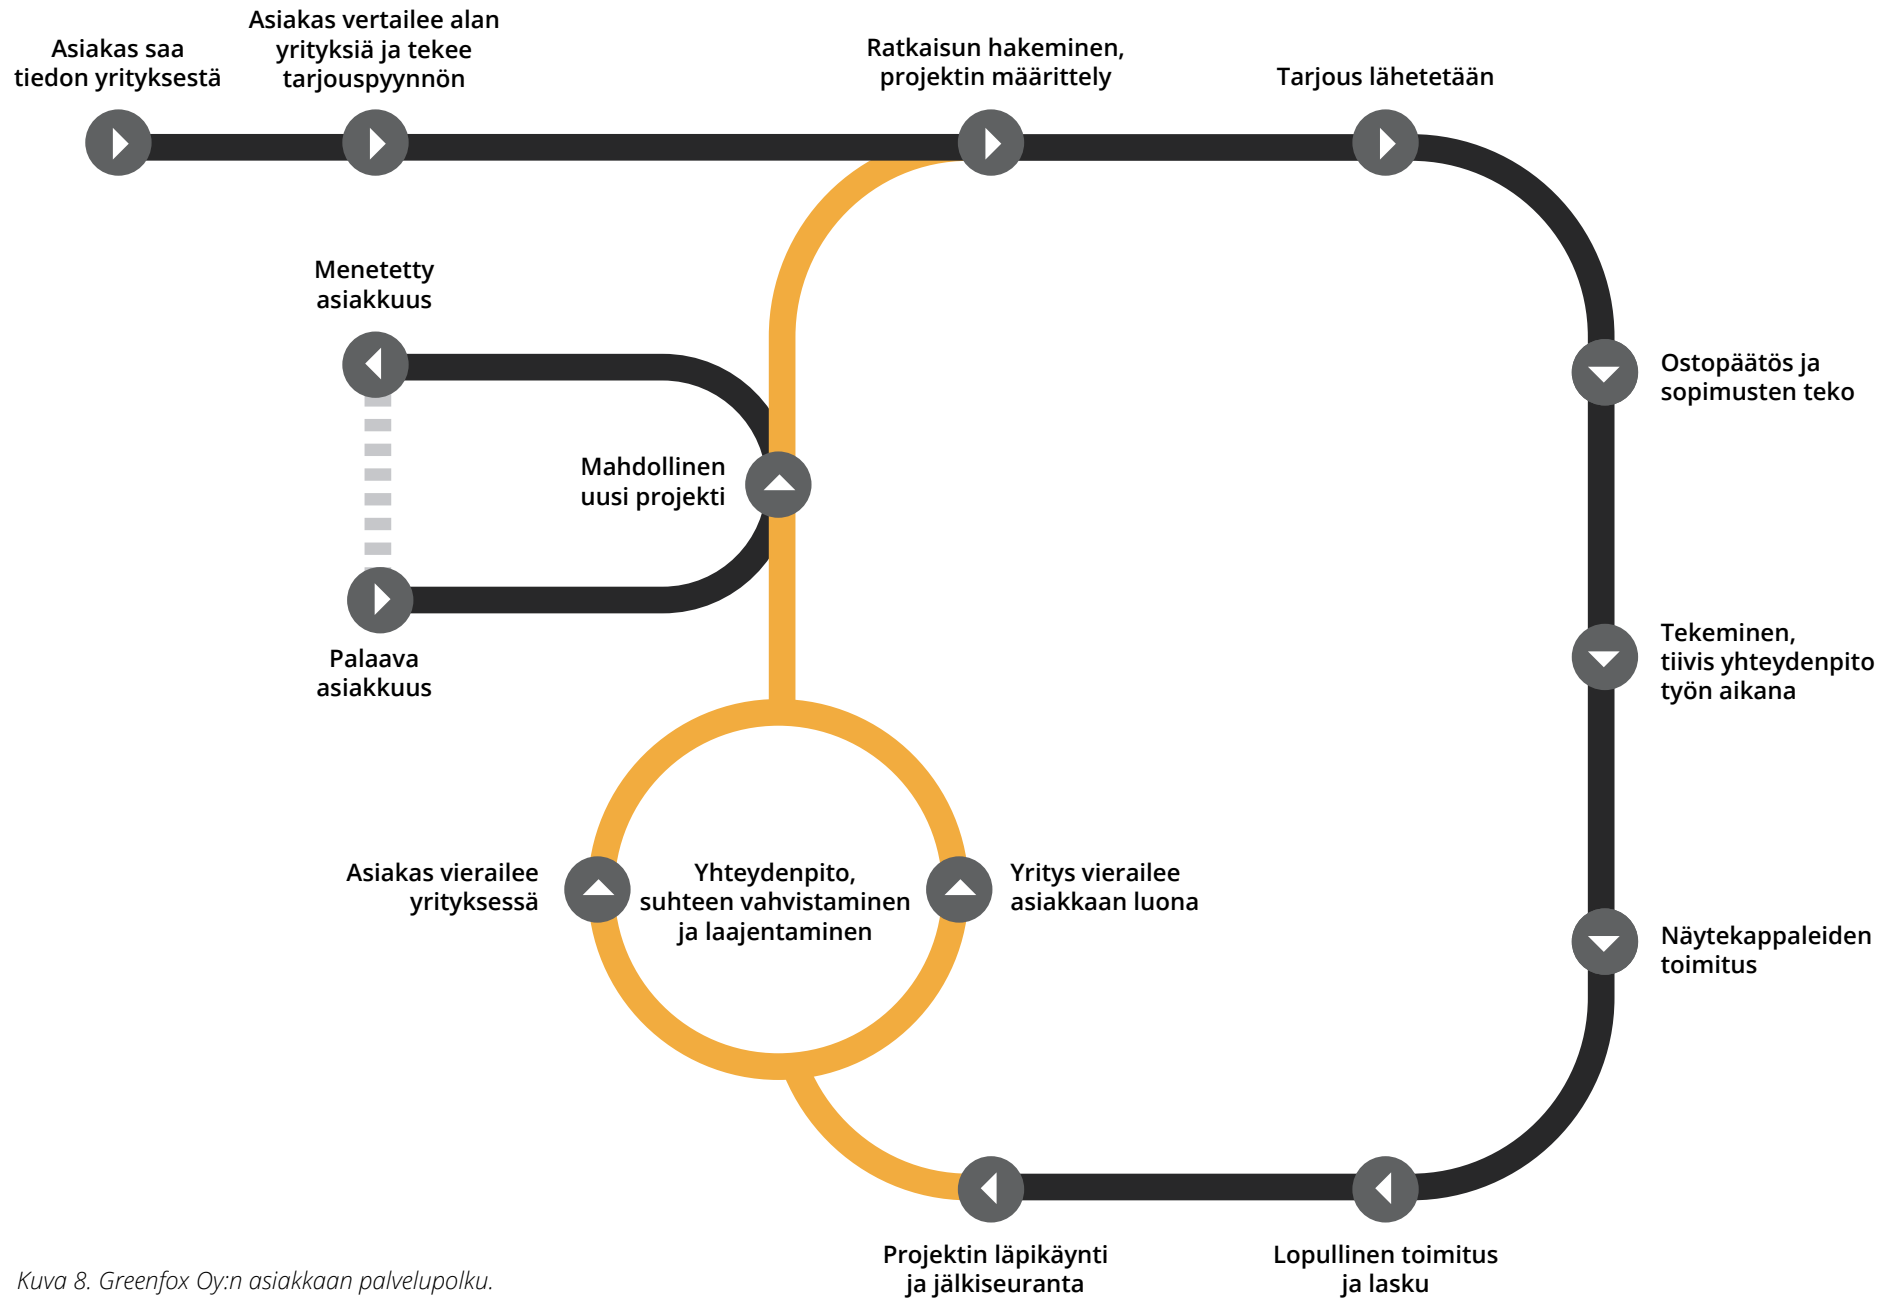 Asiakas saa
tiedon yrityksestä
Asiakas vertailee alan
yrityksiä ja tekee
tarjouspyynnön
Ratkaisun hakeminen,
projektin määrittely
Tarjous lähetetään
Menetetty
asiakkuus
Ostopäätös ja
sopimusten teko
Mahdollinen
uusi projekti
Palaava
asiakkuus
Tekeminen,
tiivis yhteydenpito
työn aikana
Asiakas vierailee
yrityksessä
Yhteydenpito,
suhteen vahvistaminen
ja laajentaminen
Yritys vierailee
asiakkaan luona
Näytekappaleiden
toimitus
Projektin läpikäynti
ja jälkiseuranta
Lopullinen toimitus
ja lasku
Kuva 8. Greenfox Oy:n asiakkaan palvelupolku.